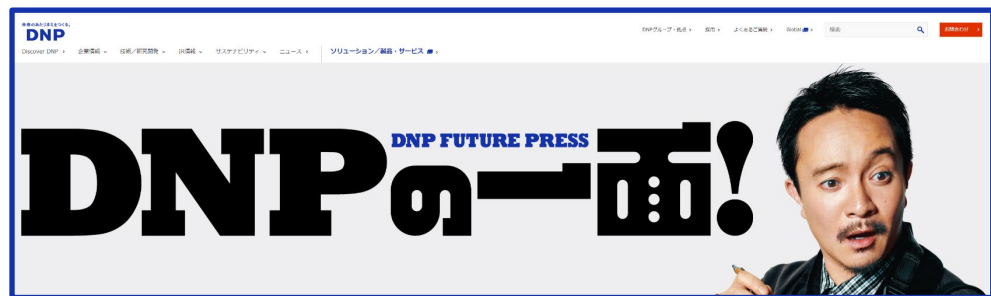 未来のあたりまえをつくる。
DNP
DNPグループ・拠点
採用
よくあるご質問
Global
検索
お問合わせ
Discover DNP
企業情報
技術／研究開発
IR情報
サステナビリティ
ニュース
ソリューション／製品・サービス
DNP FUTURE PRESS
DNPの一面!